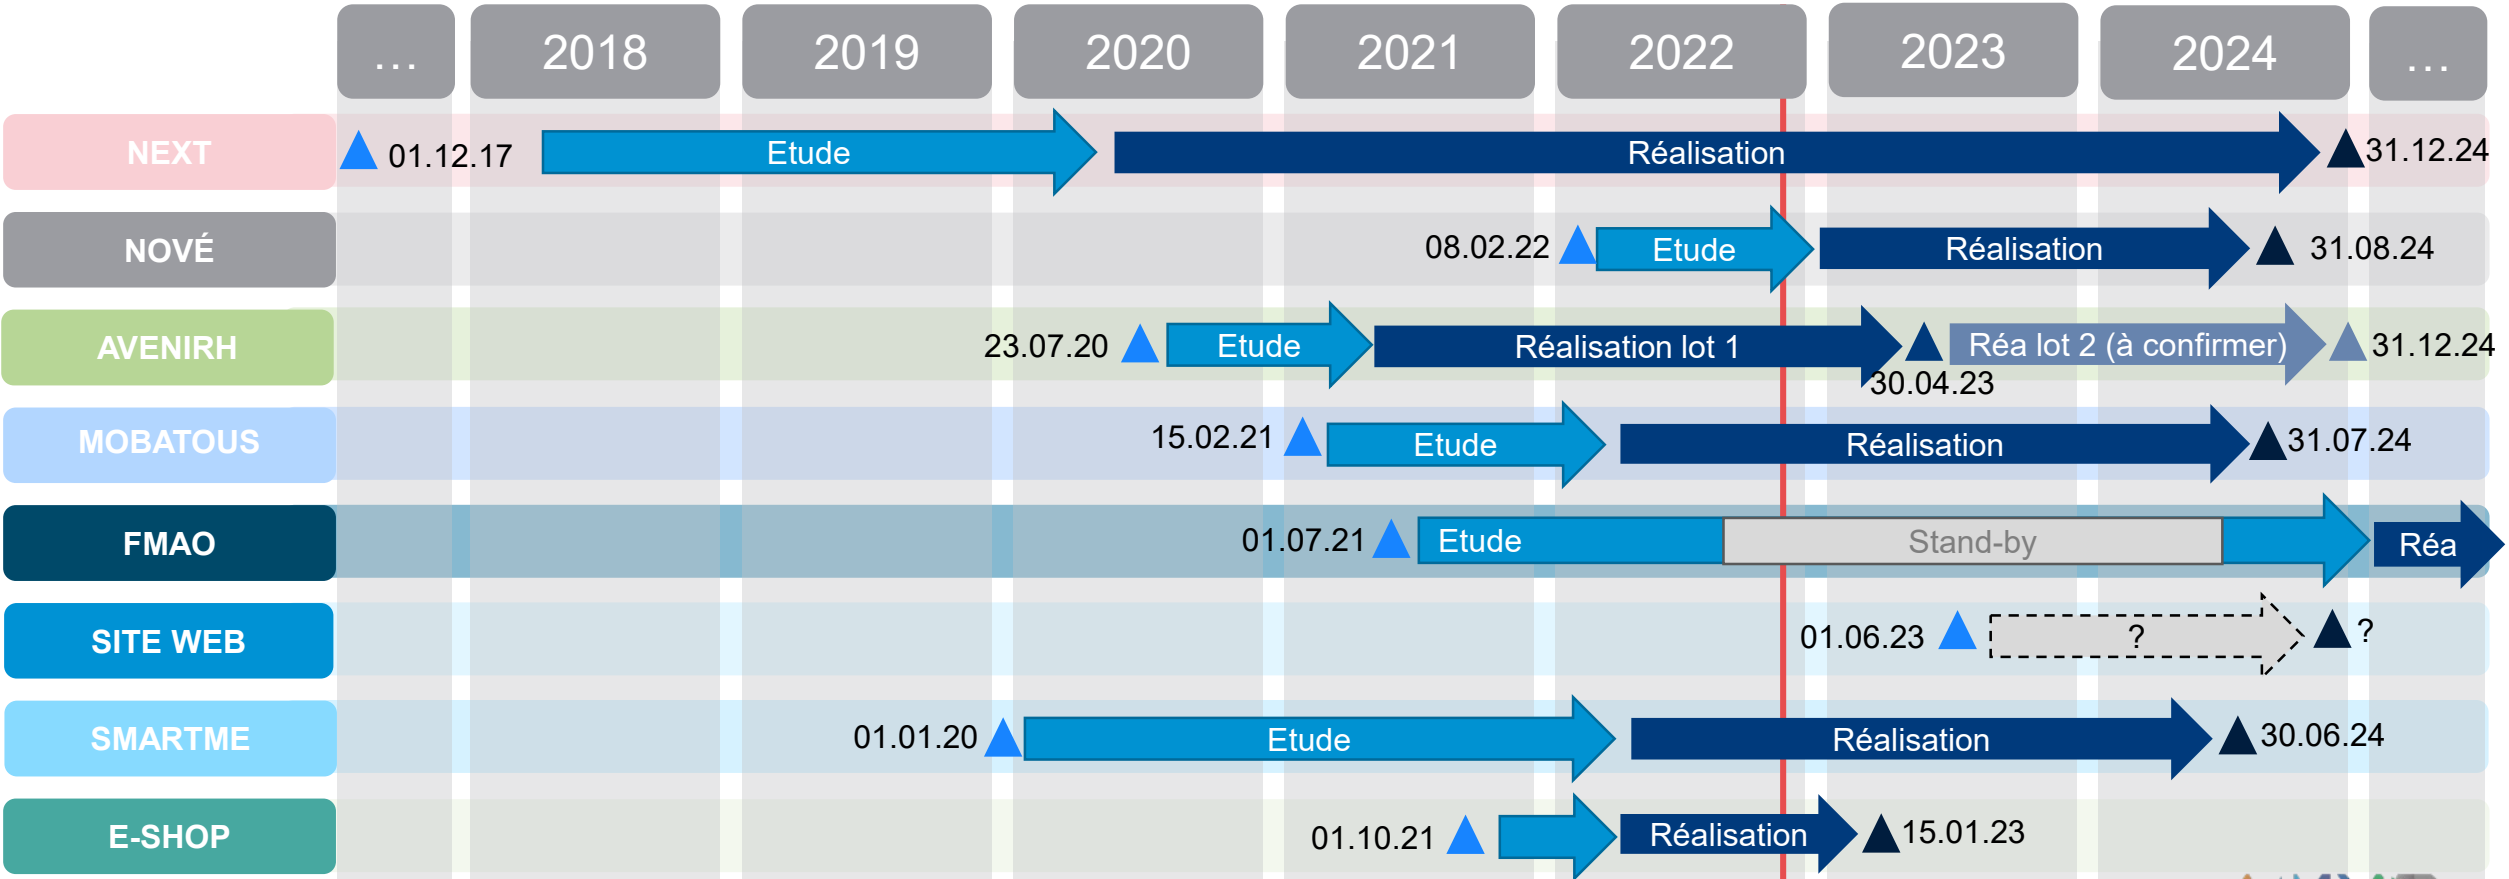 ... 2018 2019 2020 2021 2022 2023 2024 ...
NEXT 01.12.17 Etude Réalisation 31.12.24
NOVÉ 08.02.22 Etude Réalisation 31.08.24
AVENIRH 23.07.20 Etude Réalisation lot 1 Réa lot 2 (à confirmer) 31.12.24
30.04.23
MOBATOUS 15.02.21 Etude Réalisation 31.07.24
FMAO 01.07.21 Etude Stand-by Réa
SITE WEB 01.06.23 ? ?
SMARTME 01.01.20 Etude Réalisation 30.06.24
E-SHOP 01.10.21 Réalisation 15.01.23